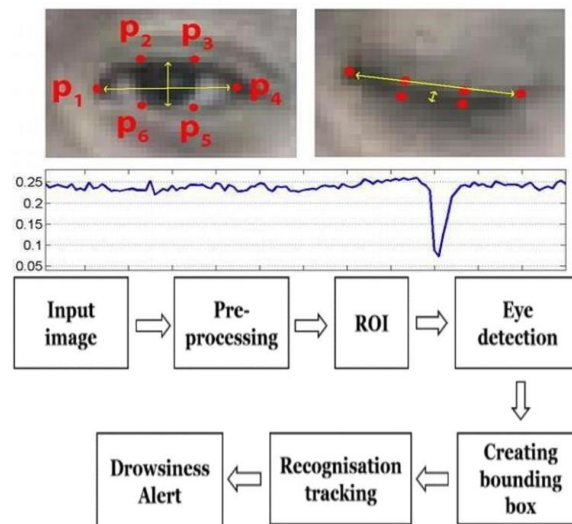 p2 p3
p1 p4
p6 p5
0.25
0.2
0.15
0.1
0.05
Input
image
Pre-
processing
ROI
Eye
detection
Creating
bounding
box
Recognisation
tracking
Drowsiness
Alert